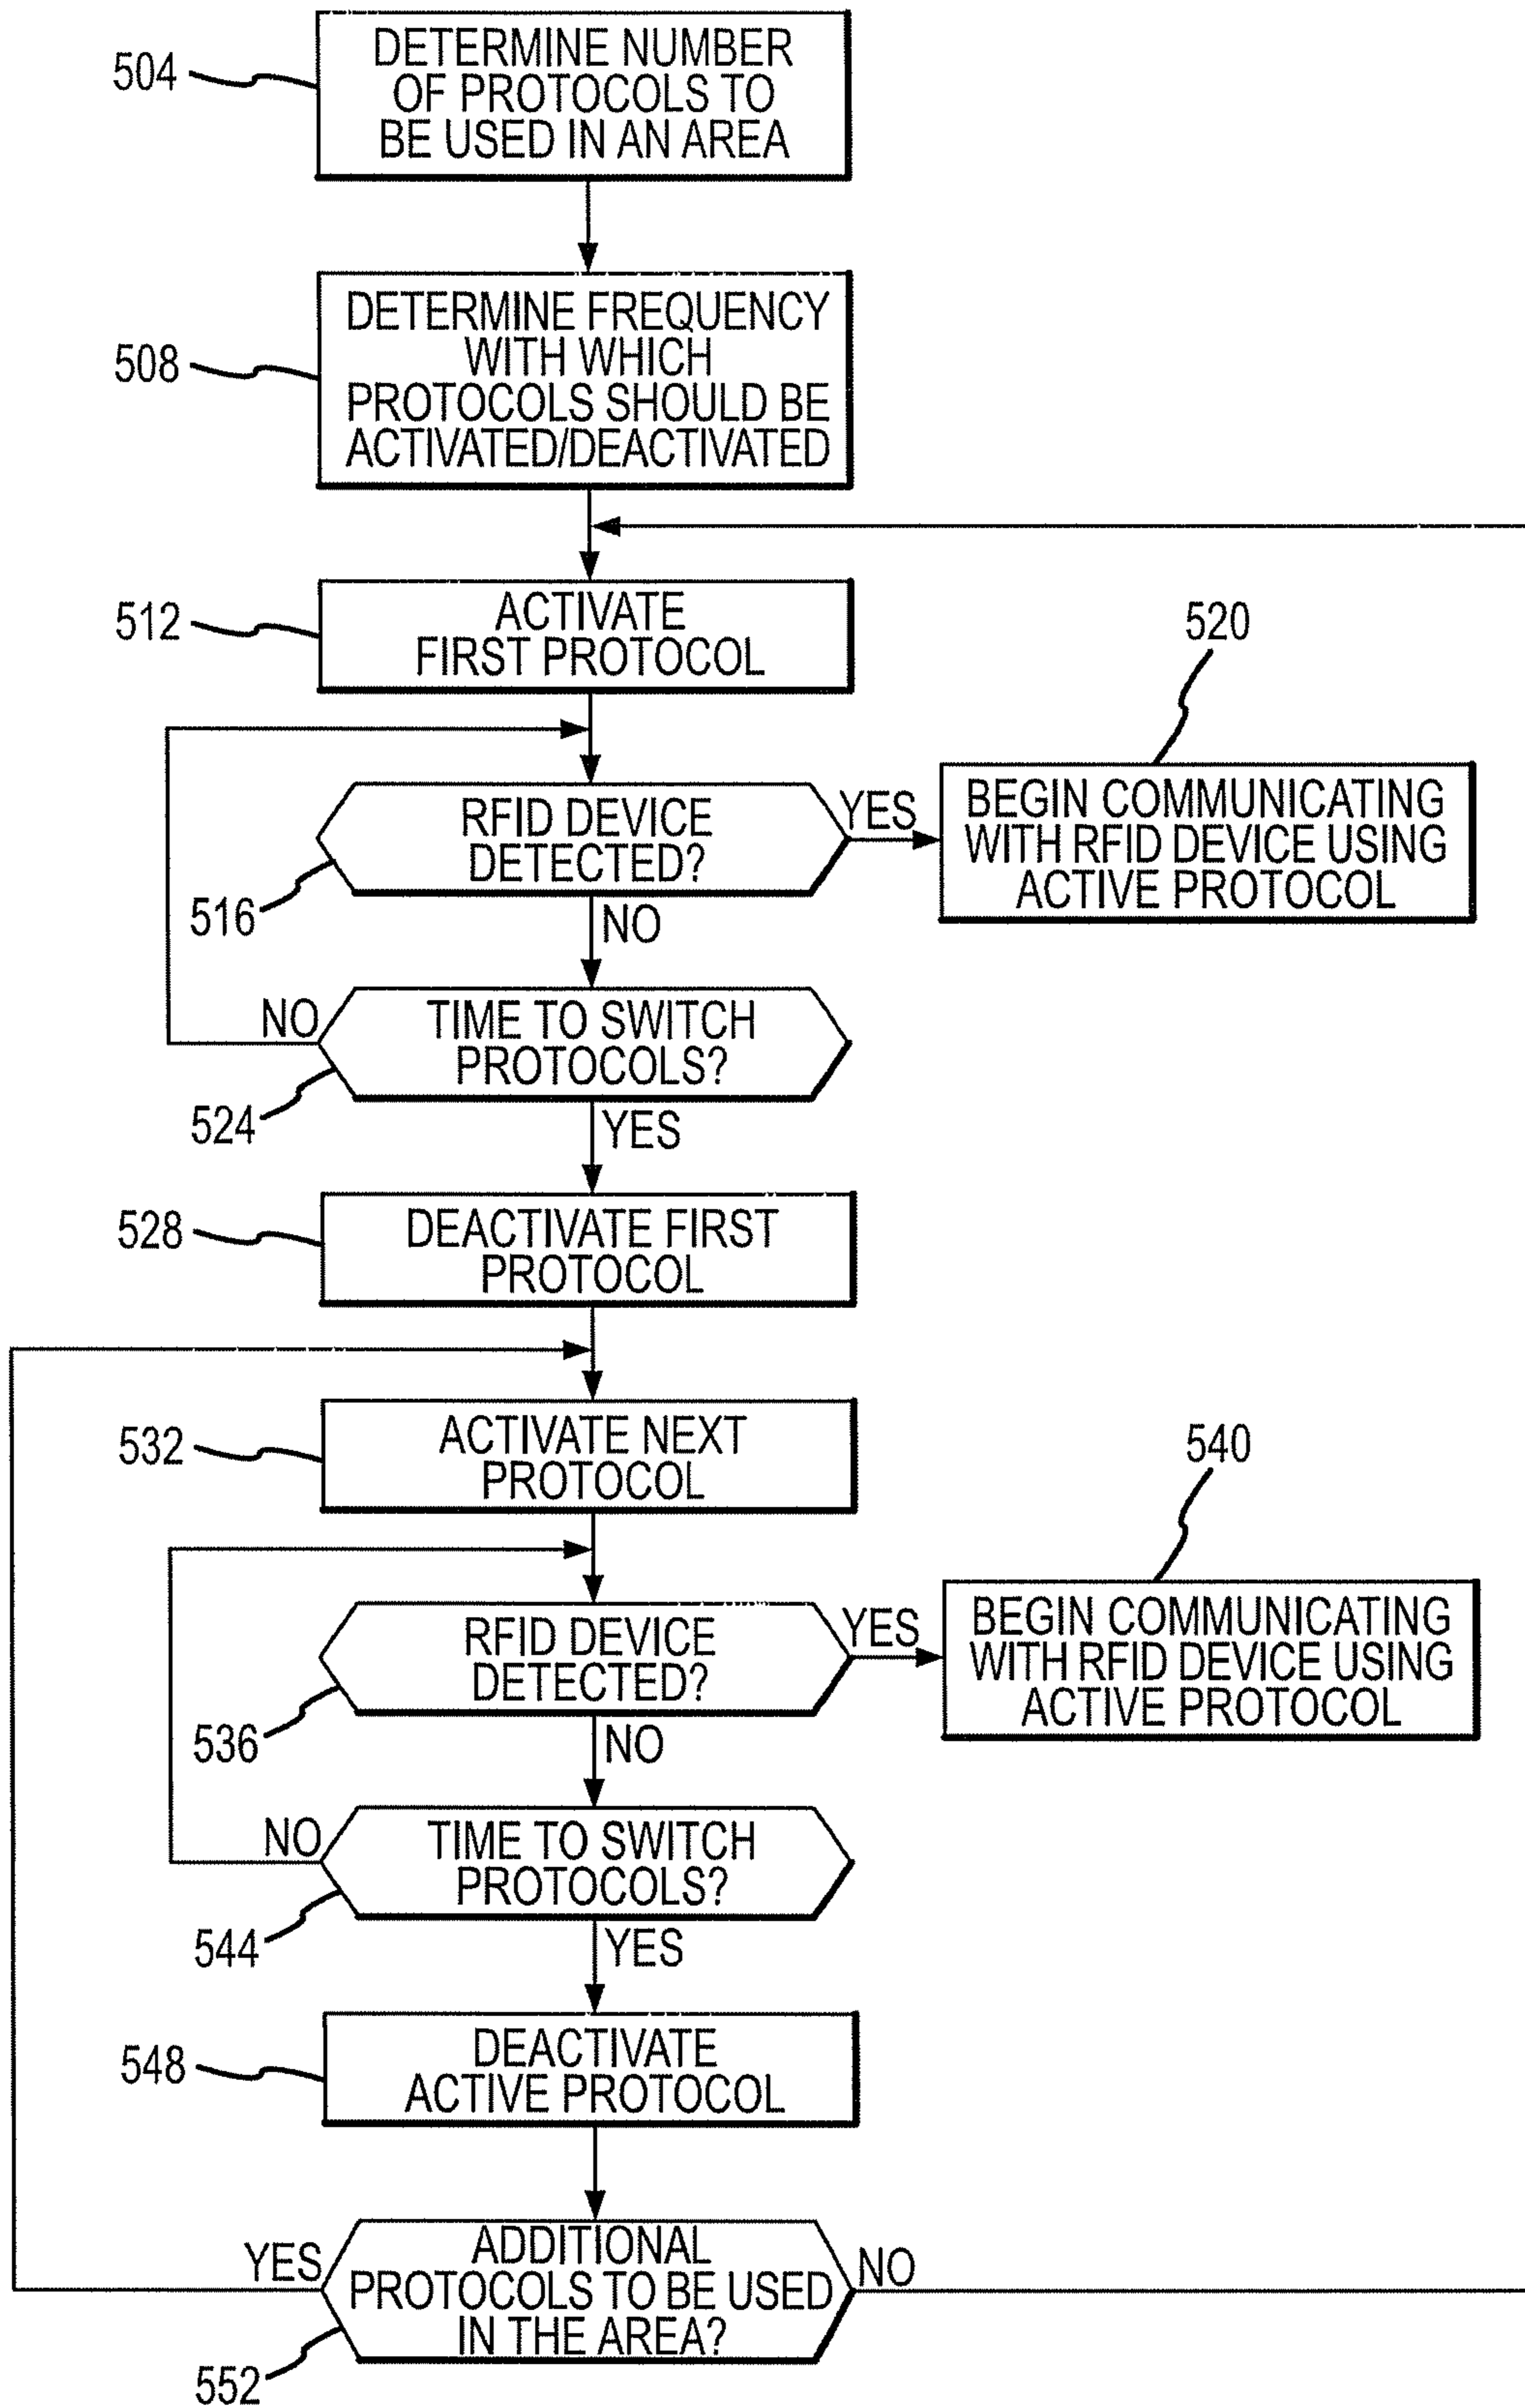 504
DETERMINE NUMBER
OF PROTOCOLS TO
BE USED IN AN AREA
508
DETERMINE FREQUENCY
WITH WHICH
PROTOCOLS SHOULD BE
ACTIVATED/DEACTIVATED
512
ACTIVATE
FIRST PROTOCOL
520
RFID DEVICE
DETECTED?
YES
BEGIN COMMUNICATING
WITH RFID DEVICE USING
ACTIVE PROTOCOL
516
NO
NO
TIME TO SWITCH
PROTOCOLS?
524
YES
528
DEACTIVATE FIRST
PROTOCOL
532
ACTIVATE NEXT
PROTOCOL
540
RFID DEVICE
DETECTED?
YES
BEGIN COMMUNICATING
WITH RFID DEVICE USING
ACTIVE PROTOCOL
536
NO
NO
TIME TO SWITCH
PROTOCOLS?
544
YES
548
DEACTIVATE
ACTIVE PROTOCOL
YES
ADDITIONAL
PROTOCOLS TO BE USED
IN THE AREA?
NO
552